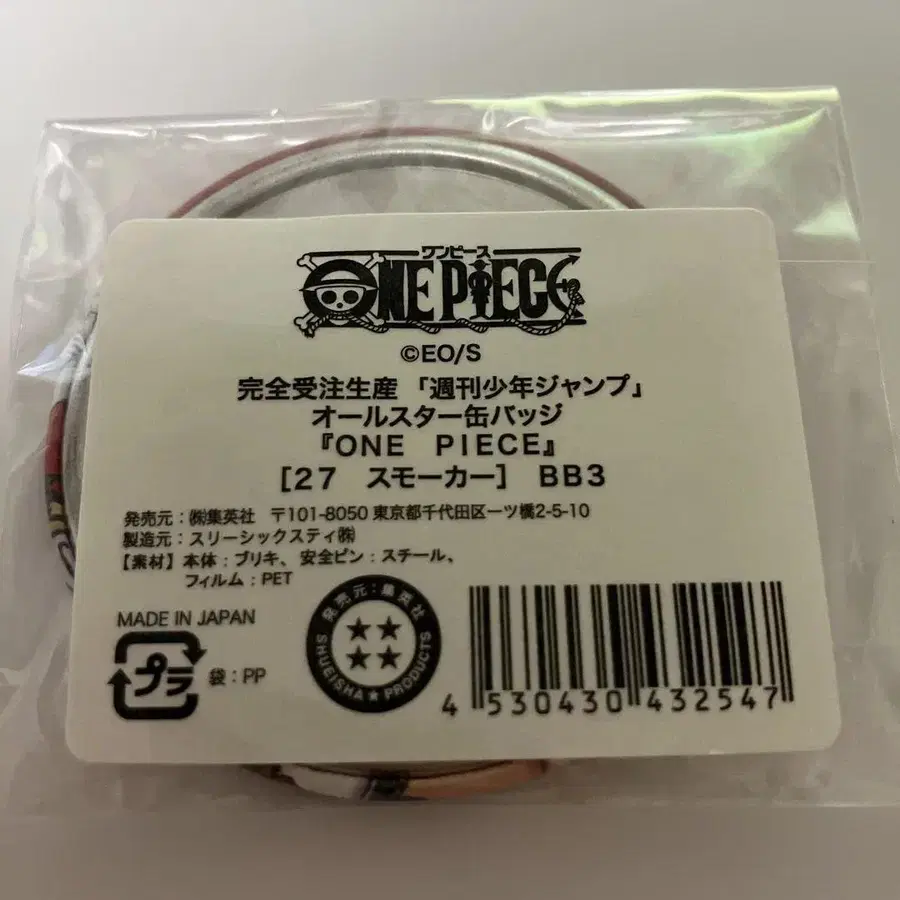 ワンピース
ONE PIECE
©EO/S
完全受注生産 「週刊少年ジャンプ」
オールスター缶バッジ
『ONE PIECE』
[27 スモーカー] BB3
発売元:㈱集英社 〒101-8050 東京都千代田区一ツ橋2-5-10
製造元:スリーシックスティ㈱
【素材】本体:ブリキ、安全ピン:スチール、
フィルム:PET
MADE IN JAPAN
プラ
袋:PP
発売元:集英社
SHUEISHA★PRODUCTS
4 530430 432547